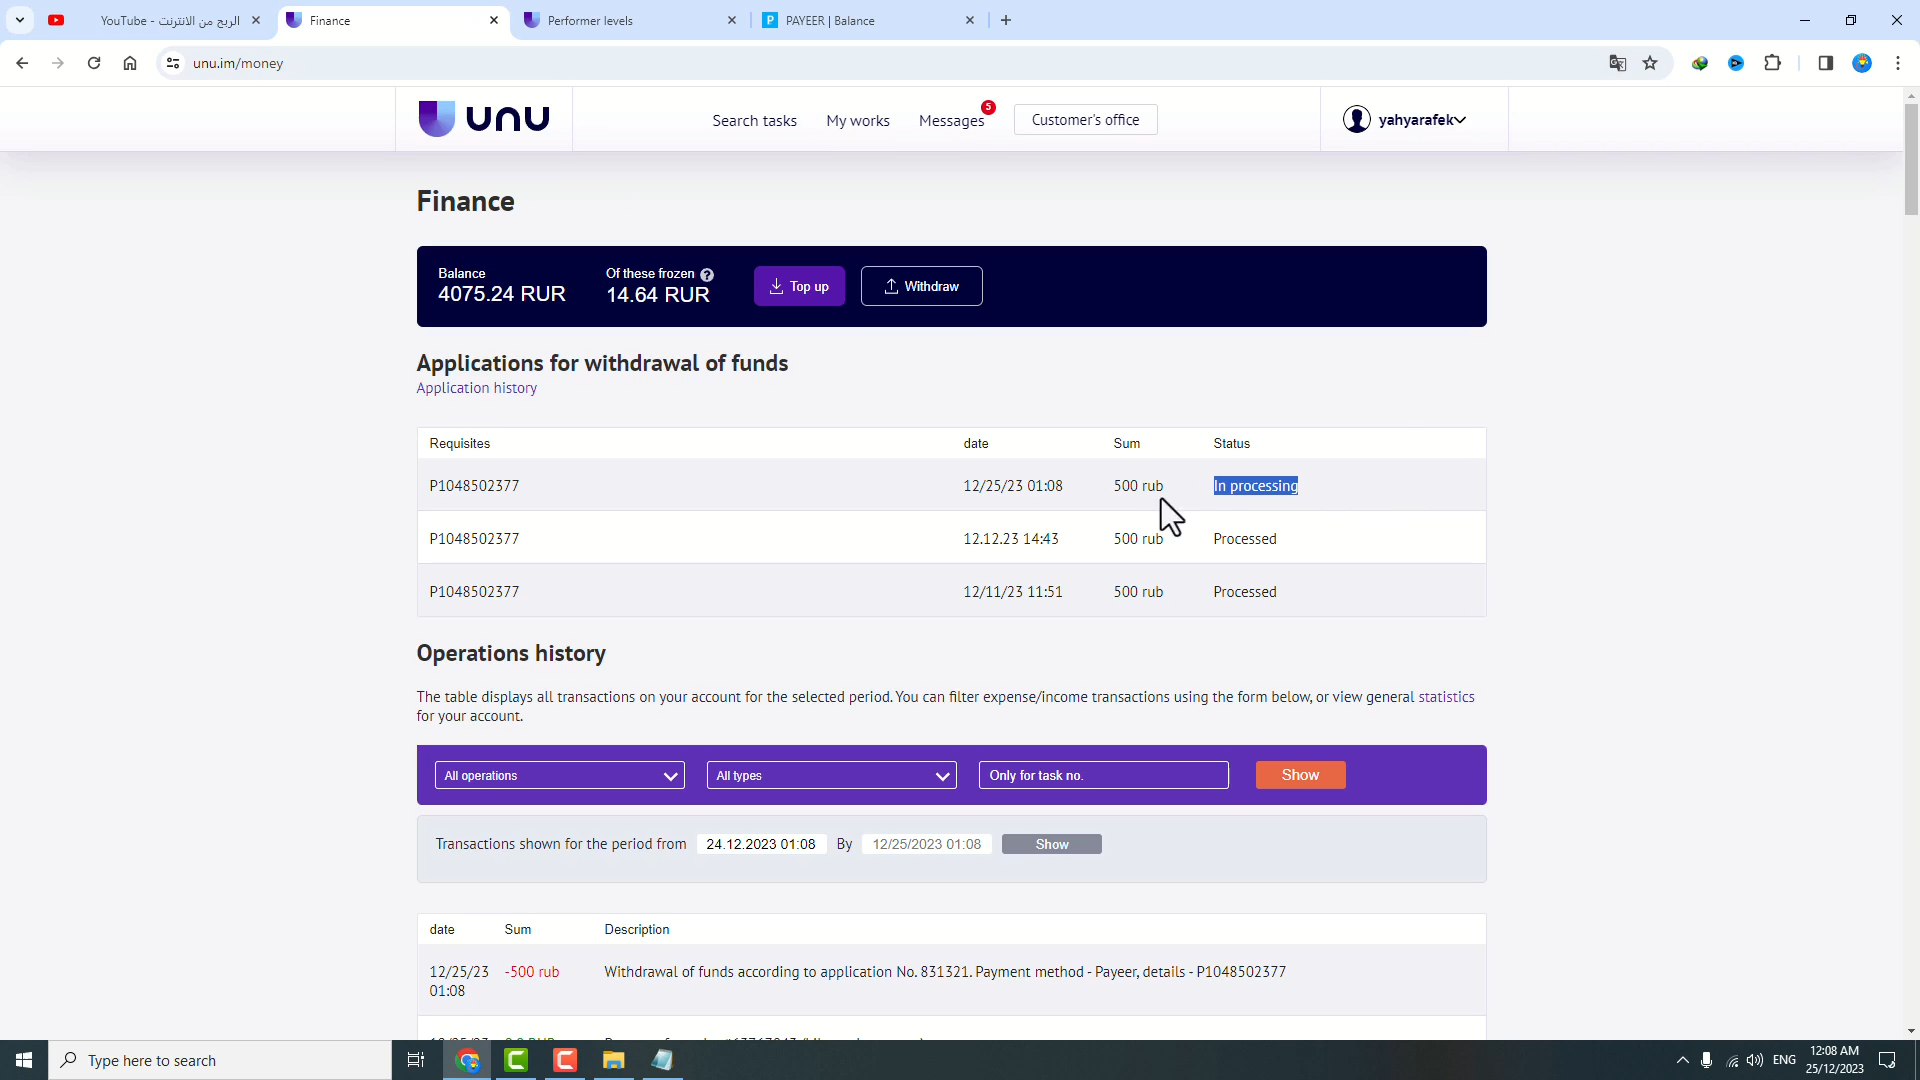 YouTube - الربح من الانترنت
Finance
Performer levels
P PAYEER | Balance
unu.im/money
unu
Search tasks
My works
Messages
5
Customer's office
yahyarafek
Finance
Balance
4075.24 RUR
Of these frozen ?
14.64 RUR
Top up
Withdraw
Applications for withdrawal of funds
Application history
Requisites date Sum Status
P1048502377 12/25/23 01:08 500 rub In processing
P1048502377 12.12.23 14:43 500 rub Processed
P1048502377 12/11/23 11:51 500 rub Processed
Operations history
The table displays all transactions on your account for the selected period. You can filter expense/income transactions using the form below, or view general statistics
for your account.
All operations All types Only for task no. Show
Transactions shown for the period from 24.12.2023 01:08 By 12/25/2023 01:08 Show
date Sum Description
12/25/23 -500 rub Withdrawal of funds according to application No. 831321. Payment method - Payeer, details - P1048502377
01:08
Type here to search
ENG
12:08 AM
25/12/2023